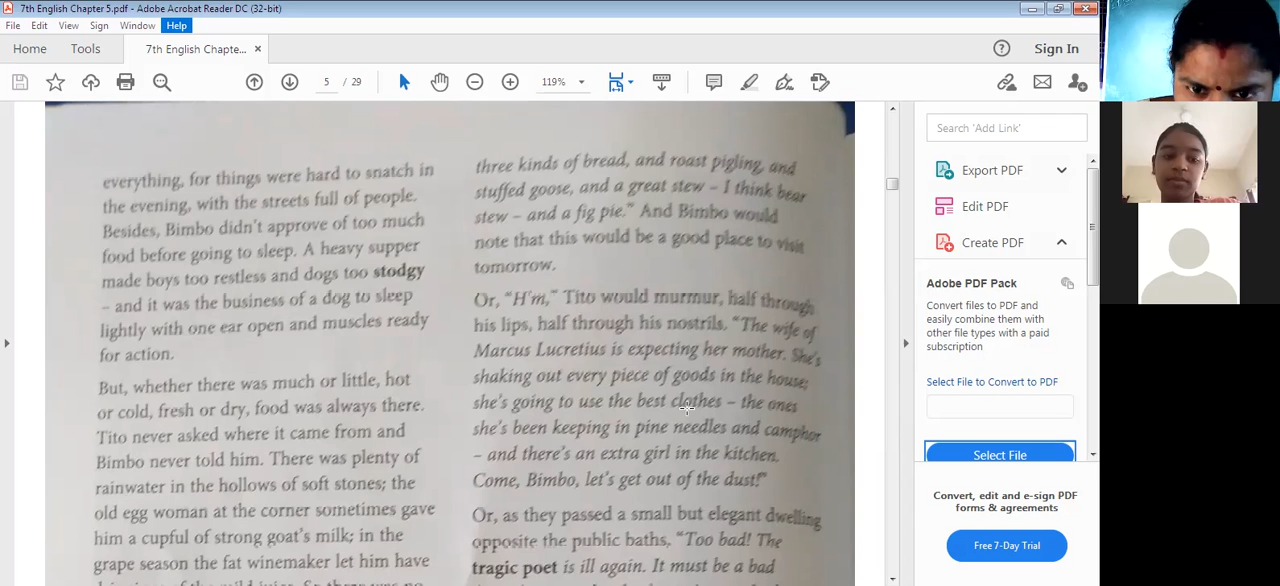 7th English Chapter 5.pdf - Adobe Acrobat Reader DC (32-bit)
File Edit View Sign Window Help
Home Tools 7th English Chapte... × Sign In
5 / 29 119%
everything, for things were hard to snatch in
the evening, with the streets full of people.
Besides, Bimbo didn't approve of too much
food before going to sleep. A heavy supper
made boys too restless and dogs too stodgy
– and it was the business of a dog to sleep
lightly with one ear open and muscles ready
for action.
But, whether there was much or little, hot
or cold, fresh or dry, food was always there.
Tito never asked where it came from and
Bimbo never told him. There was plenty of
rainwater in the hollows of soft stones; the
old egg woman at the corner sometimes gave
him a cupful of strong goat's milk; in the
grape season the fat winemaker let him have
three kinds of bread, and roast pigling, and
stuffed goose, and a great stew – I think bear
stew – and a fig pie." And Bimbo would
note that this would be a good place to visit
tomorrow.
Or, "H'm," Tito would murmur, half through
his lips, half through his nostrils. "The wife of
Marcus Lucretius is expecting her mother. She's
shaking out every piece of goods in the house;
she's going to use the best clothes – the ones
she's been keeping in pine needles and camphor
– and there's an extra girl in the kitchen.
Come, Bimbo, let's get out of the dust!"
Or, as they passed a small but elegant dwelling
opposite the public baths, "Too bad! The
tragic poet is ill again. It must be a bad
Search 'Add Link'
Export PDF
Edit PDF
Create PDF
Adobe PDF Pack
Convert files to PDF and
easily combine them with
other file types with a paid
subscription
Select File to Convert to PDF
Select File
Convert, edit and e-sign PDF
forms & agreements
Free 7-Day Trial